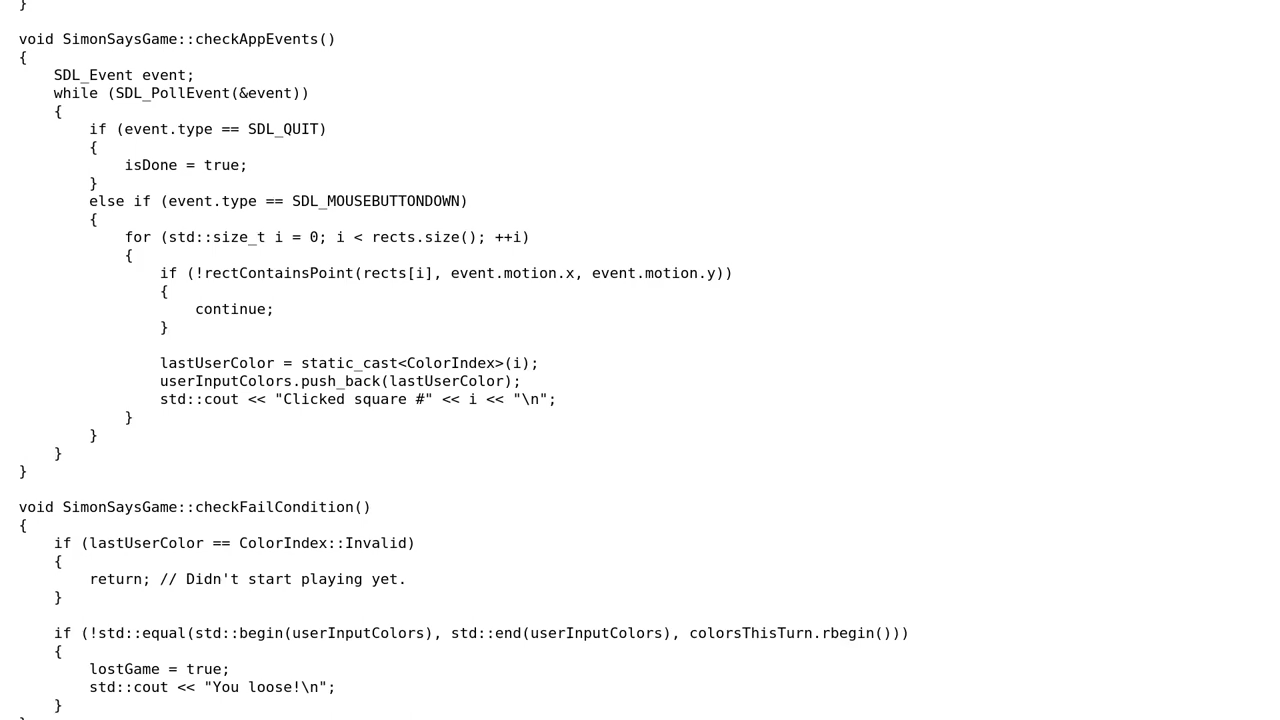 }
void SimonSaysGame::checkAppEvents()
{
    SDL_Event event;
    while (SDL_PollEvent(&event))
    {
        if (event.type == SDL_QUIT)
        {
            isDone = true;
        }
        else if (event.type == SDL_MOUSEBUTTONDOWN)
        {
            for (std::size_t i = 0; i < rects.size(); ++i)
            {
                if (!rectContainsPoint(rects[i], event.motion.x, event.motion.y))
                {
                    continue;
                }
                lastUserColor = static_cast<ColorIndex>(i);
                userInputColors.push_back(lastUserColor);
                std::cout << "Clicked square #" << i << "\n";
            }
        }
    }
}
void SimonSaysGame::checkFailCondition()
{
    if (lastUserColor == ColorIndex::Invalid)
    {
        return; // Didn't start playing yet.
    }
    if (!std::equal(std::begin(userInputColors), std::end(userInputColors), colorsThisTurn.rbegin()))
    {
        lostGame = true;
        std::cout << "You loose!\n";
    }
}